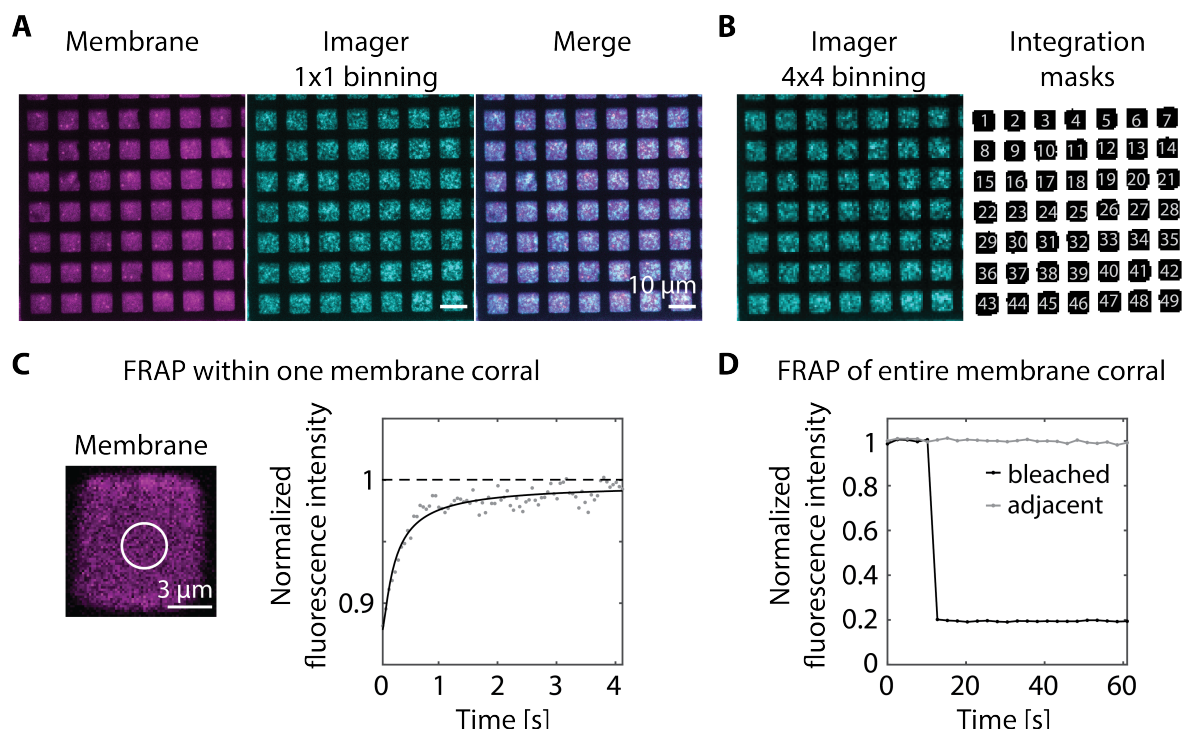 A
Membrane
Imager
1x1 binning
Merge
10 µm
B
Imager
4x4 binning
Integration
masks
1 2 3 4 5 6 7
8 9 10 11 12 13 14
15 16 17 18 19 20 21
22 23 24 25 26 27 28
29 30 31 32 33 34 35
36 37 38 39 40 41 42
43 44 45 46 47 48 49
C
FRAP within one membrane corral
Membrane
3 µm
Normalized
fluorescence intensity
1
0.9
0 1 2 3 4
Time [s]
D
FRAP of entire membrane corral
Normalized
fluorescence intensity
1
0.8
0.6
0.4
0.2
0
bleached
adjacent
0 20 40 60
Time [s]